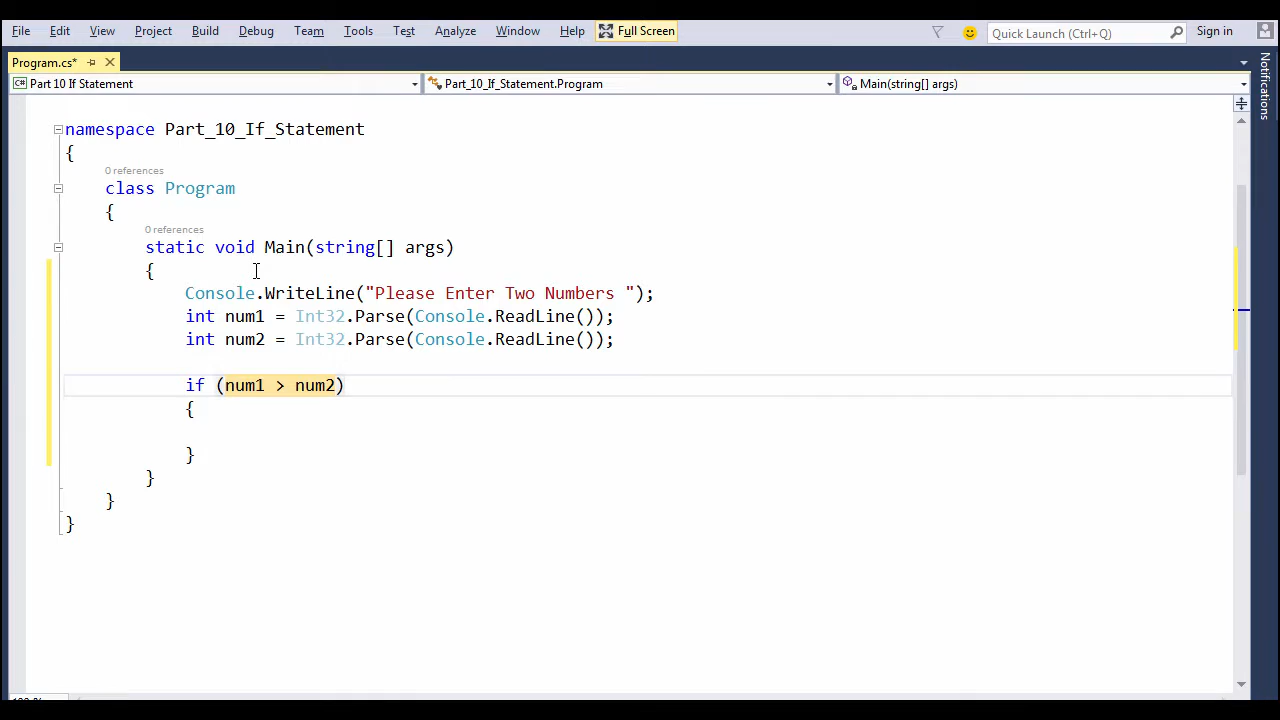 File Edit View Project Build Debug Team Tools Test Analyze Window Help Full Screen Quick Launch (Ctrl+Q) Sign in
Program.cs*
Part 10 If Statement Part_10_If_Statement.Program Main(string[] args)
Notifications
namespace Part_10_If_Statement
{
0 references
class Program
{
0 references
static void Main(string[] args)
{
Console.WriteLine("Please Enter Two Numbers ");
int num1 = Int32.Parse(Console.ReadLine());
int num2 = Int32.Parse(Console.ReadLine());
if (num1 > num2)
{
}
}
}
}